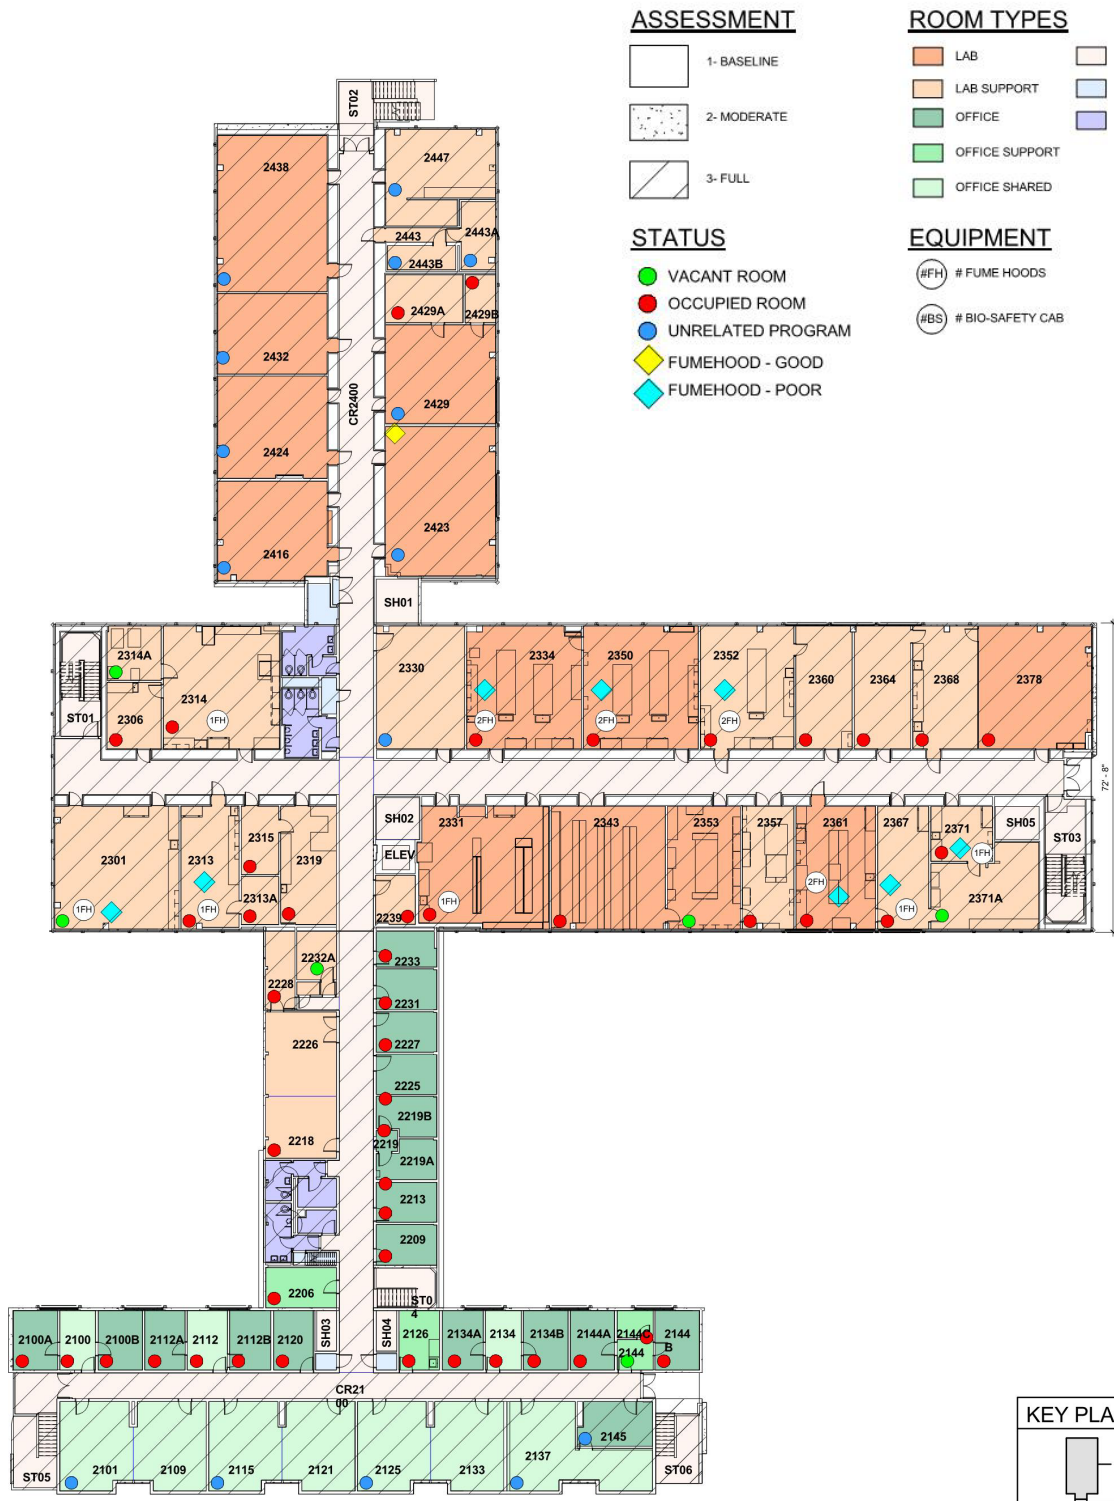 ASSESSMENT
1- BASELINE
2- MODERATE
3- FULL
ROOM TYPES
LAB
LAB SUPPORT
OFFICE
OFFICE SUPPORT
OFFICE SHARED
STATUS
VACANT ROOM
OCCUPIED ROOM
UNRELATED PROGRAM
FUMEHOOD - GOOD
FUMEHOOD - POOR
EQUIPMENT
#FH # FUME HOODS
#BS # BIO-SAFETY CAB
ST02
2438
2447
2443
2443A
2443B
2429A
2429B
2432
CR2400
2429
2424
2423
2416
SH01
2314A
2314
2306
1FH
ST01
2330
2334
2FH
2350
2FH
2352
2FH
2360
2364
2368
2378
72' - 8"
2301
1FH
2313
1FH
2315
2313A
2319
SH02
ELEV
2239
2331
1FH
2343
2353
2357
2361
2FH
2367
1FH
2371
1FH
2371A
SH05
ST03
2232A
2228
2233
2231
2226
2227
2225
2219B
2219
2218
2219A
2213
2209
2206
ST0
4
2100A
2100
2100B
2112A
2112
2112B
2120
SH03
SH04
2126
2134A
2134
2134B
2144A
2144C
2144
2144
B
CR21
00
ST05
2101
2109
2115
2121
2125
2133
2137
2145
ST06
KEY PLA